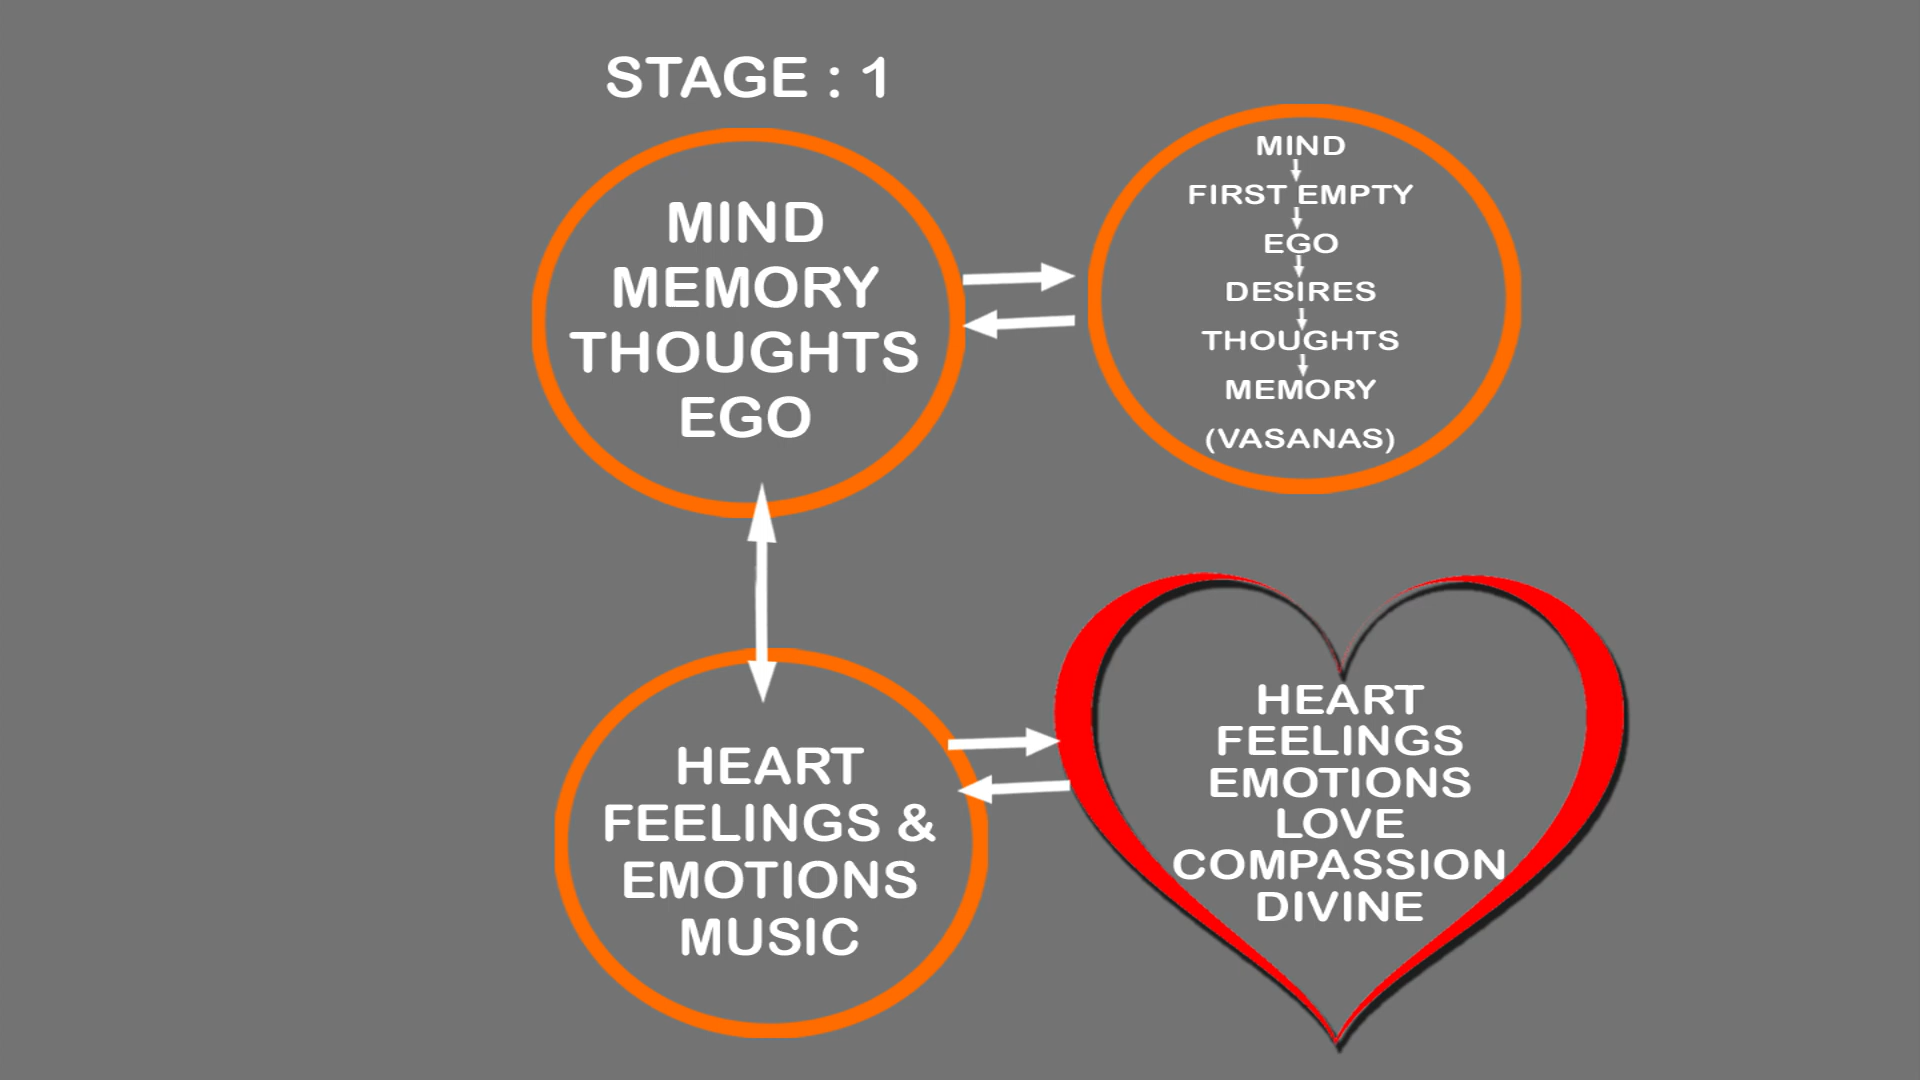 STAGE : 1
MIND
MEMORY
THOUGHTS
EGO
MIND
FIRST EMPTY
EGO
DESIRES
THOUGHTS
MEMORY
(VASANAS)
HEART
FEELINGS &
EMOTIONS
MUSIC
HEART
FEELINGS
EMOTIONS
LOVE
COMPASSION
DIVINE